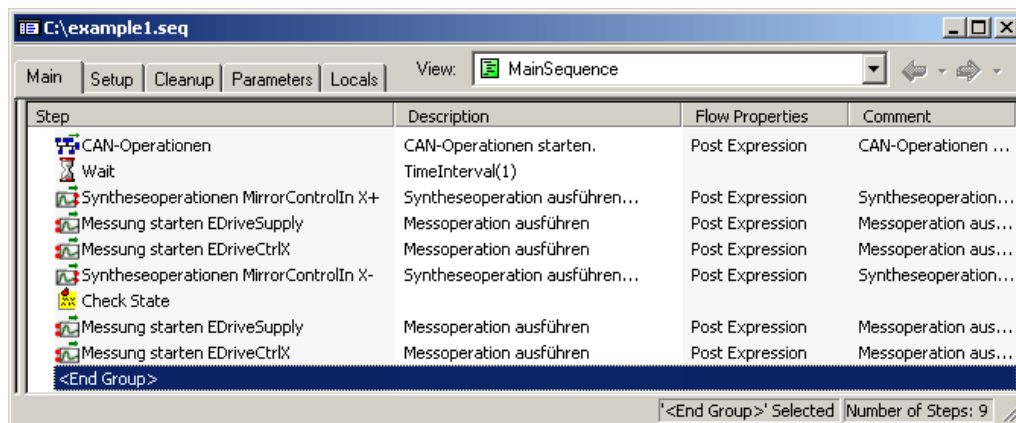 C:\example1.seq
Main Setup Cleanup Parameters Locals View: MainSequence
Step Description Flow Properties Comment
CAN-Operationen CAN-Operationen starten. Post Expression CAN-Operationen ...
Wait TimeInterval(1)
Syntheseoperationen MirrorControlIn X+ Syntheseoperation ausführen... Post Expression Syntheseoperation...
Messung starten EDriveSupply Messoperation ausführen Post Expression Messoperation aus...
Messung starten EDriveCtrlX Messoperation ausführen Post Expression Messoperation aus...
Syntheseoperationen MirrorControlIn X- Syntheseoperation ausführen... Post Expression Syntheseoperation...
Check State
Messung starten EDriveSupply Messoperation ausführen Post Expression Messoperation aus...
Messung starten EDriveCtrlX Messoperation ausführen Post Expression Messoperation aus...
<End Group>
'<End Group>' Selected Number of Steps: 9